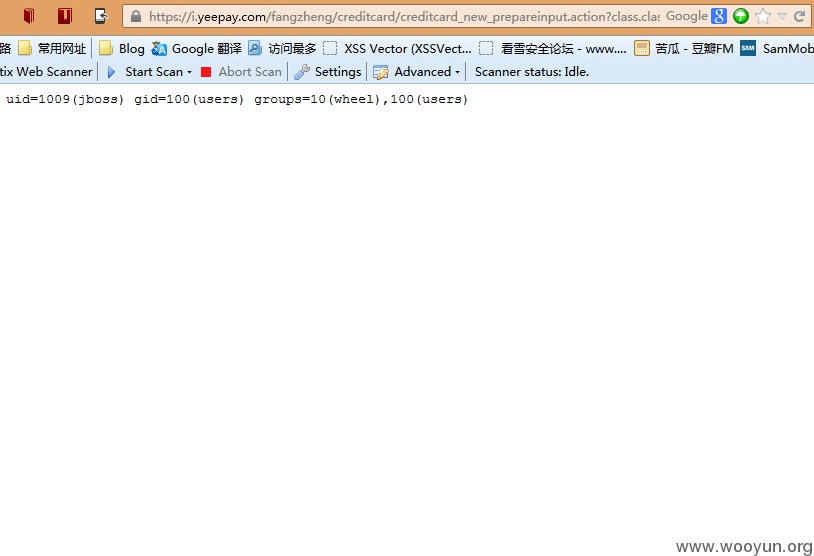 https://i.yeepay.com/fangzheng/creditcard/creditcard_new_prepareinput.action?class.clas Google
路 常用网址 Blog Google 翻译 访问最多 XSS Vector (XSSVect... 看雪安全论坛 - www.... 苦瓜 - 豆瓣FM SAM SamMob
tix Web Scanner Start Scan Abort Scan Settings Advanced Scanner status: Idle.
uid=1009(jboss) gid=100(users) groups=10(wheel),100(users)
www.wooyun.org